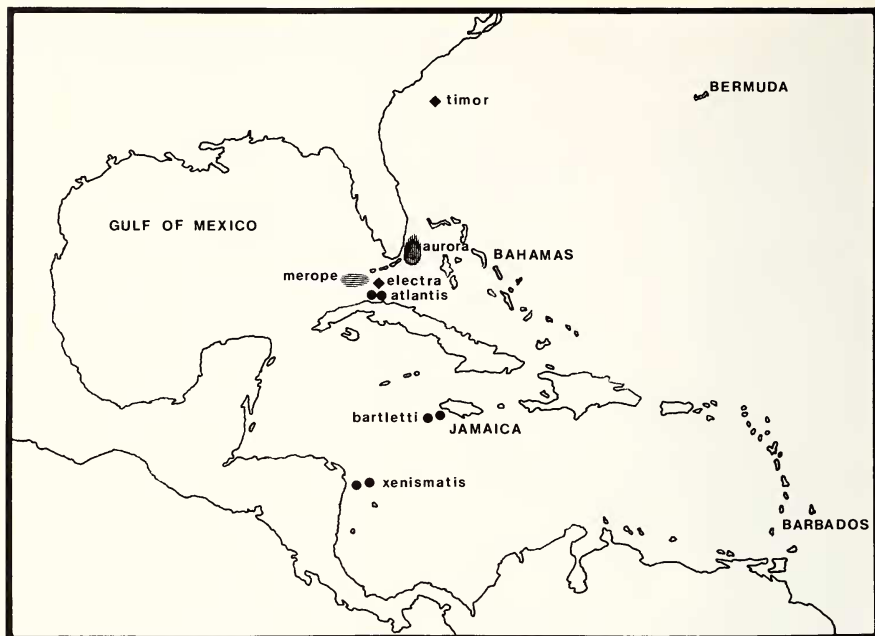 timor
BERMUDA
GULF OF MEXICO
aurora
BAHAMAS
merope
electra
atlantis
bartletti
JAMAICA
xenismatis
BARBADOS